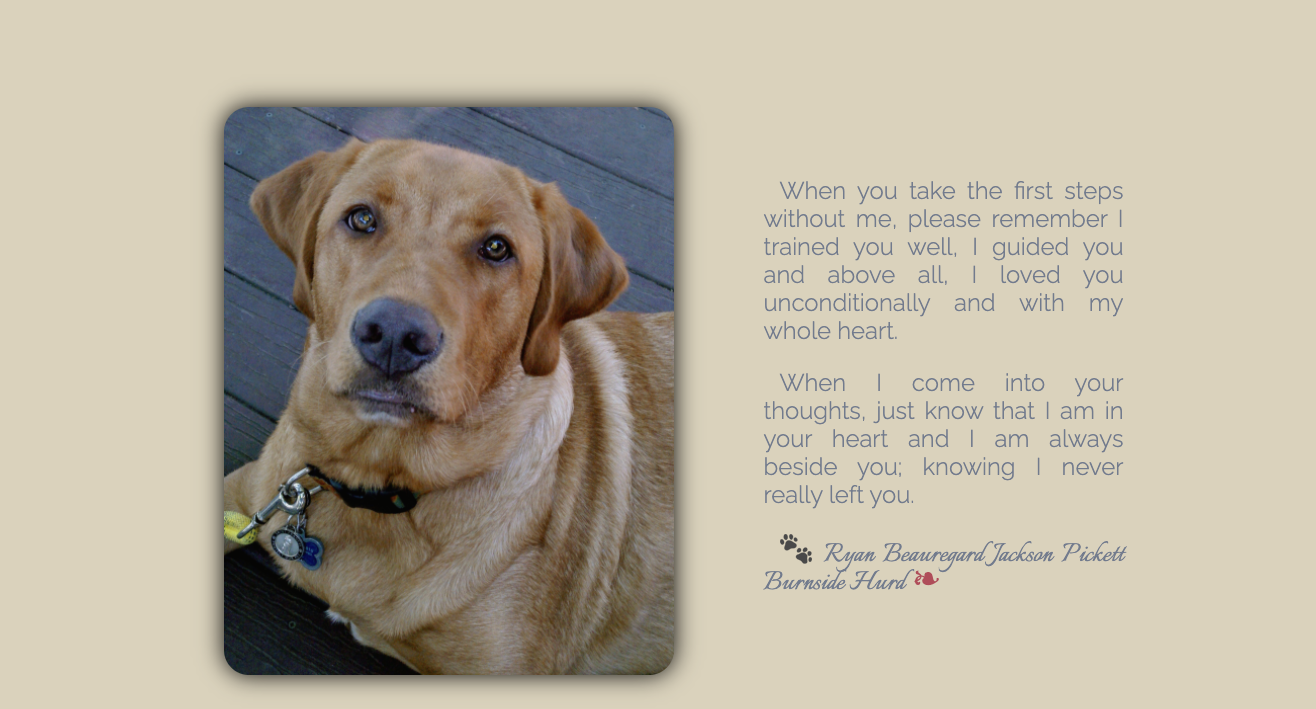 When you take the first steps
without me, please remember I
trained you well, I guided you
and above all, I loved you
unconditionally and with my
whole heart.
When I come into your
thoughts, just know that I am in
your heart and I am always
beside you; knowing I never
really left you.
🐾 Ryan Beauregard Jackson Pickett
Burnside Hurd ❧